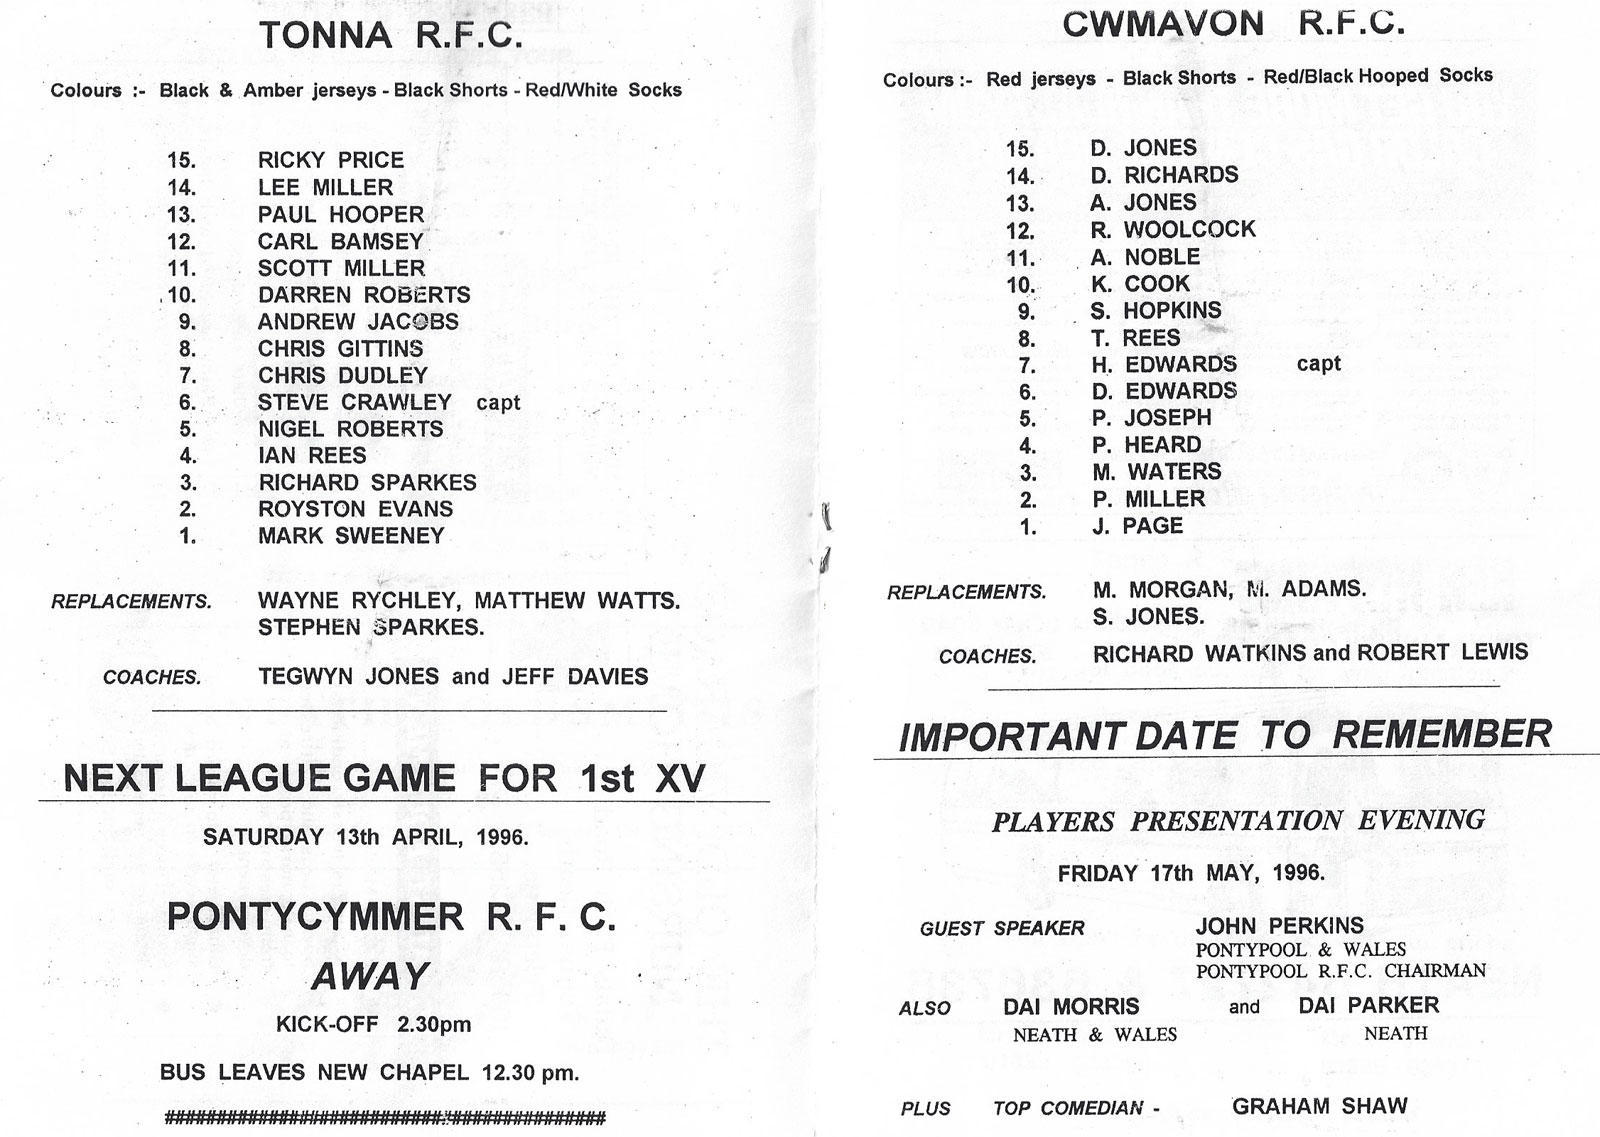 TONNA R.F.C.
Colours :- Black & Amber jerseys - Black Shorts - Red/White Socks
15. RICKY PRICE
14. LEE MILLER
13. PAUL HOOPER
12. CARL BAMSEY
11. SCOTT MILLER
10. DARREN ROBERTS
9. ANDREW JACOBS
8. CHRIS GITTINS
7. CHRIS DUDLEY
6. STEVE CRAWLEY capt
5. NIGEL ROBERTS
4. IAN REES
3. RICHARD SPARKES
2. ROYSTON EVANS
1. MARK SWEENEY
REPLACEMENTS. WAYNE RYCHLEY, MATTHEW WATTS.
STEPHEN SPARKES.
COACHES. TEGWYN JONES and JEFF DAVIES
NEXT LEAGUE GAME FOR 1st XV
SATURDAY 13th APRIL, 1996.
PONTYCYMMER R. F. C.
AWAY
KICK-OFF 2.30pm
BUS LEAVES NEW CHAPEL 12.30 pm.
############################################
CWMAVON R.F.C.
Colours :- Red jerseys - Black Shorts - Red/Black Hooped Socks
15. D. JONES
14. D. RICHARDS
13. A. JONES
12. R. WOOLCOCK
11. A. NOBLE
10. K. COOK
9. S. HOPKINS
8. T. REES
7. H. EDWARDS capt
6. D. EDWARDS
5. P. JOSEPH
4. P. HEARD
3. M. WATERS
2. P. MILLER
1. J. PAGE
REPLACEMENTS. M. MORGAN, M. ADAMS.
S. JONES.
COACHES. RICHARD WATKINS and ROBERT LEWIS
IMPORTANT DATE TO REMEMBER
PLAYERS PRESENTATION EVENING
FRIDAY 17th MAY, 1996.
GUEST SPEAKER JOHN PERKINS
PONTYPOOL & WALES
PONTYPOOL R.F.C. CHAIRMAN
ALSO DAI MORRIS and DAI PARKER
NEATH & WALES NEATH
PLUS TOP COMEDIAN - GRAHAM SHAW